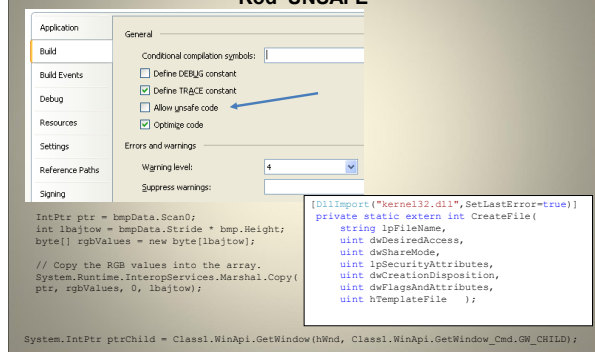 Kod UNSAFE
Application
Build
Build Events
Debug
Resources
Settings
Reference Paths
Signing
General
Conditional compilation symbols:
Define DEBUG constant
Define TRACE constant
Allow unsafe code
Optimize code
Errors and warnings
Warning level:
4
Suppress warnings:
IntPtr ptr = bmpData.Scan0;
int lbajtow = bmpData.Stride * bmp.Height;
byte[] rgbValues = new byte[lbajtow];
// Copy the RGB values into the array.
System.Runtime.InteropServices.Marshal.Copy(
ptr, rgbValues, 0, lbajtow);
[DllImport("kernel32.dll",SetLastError=true)]
private static extern int CreateFile(
string lpFileName,
uint dwDesiredAccess,
uint dwShareMode,
uint lpSecurityAttributes,
uint dwCreationDisposition,
uint dwFlagsAndAttributes,
uint hTemplateFile );
System.IntPtr ptrChild = Class1.WinApi.GetWindow(hWnd, Class1.WinApi.GetWindow_Cmd.GW_CHILD);